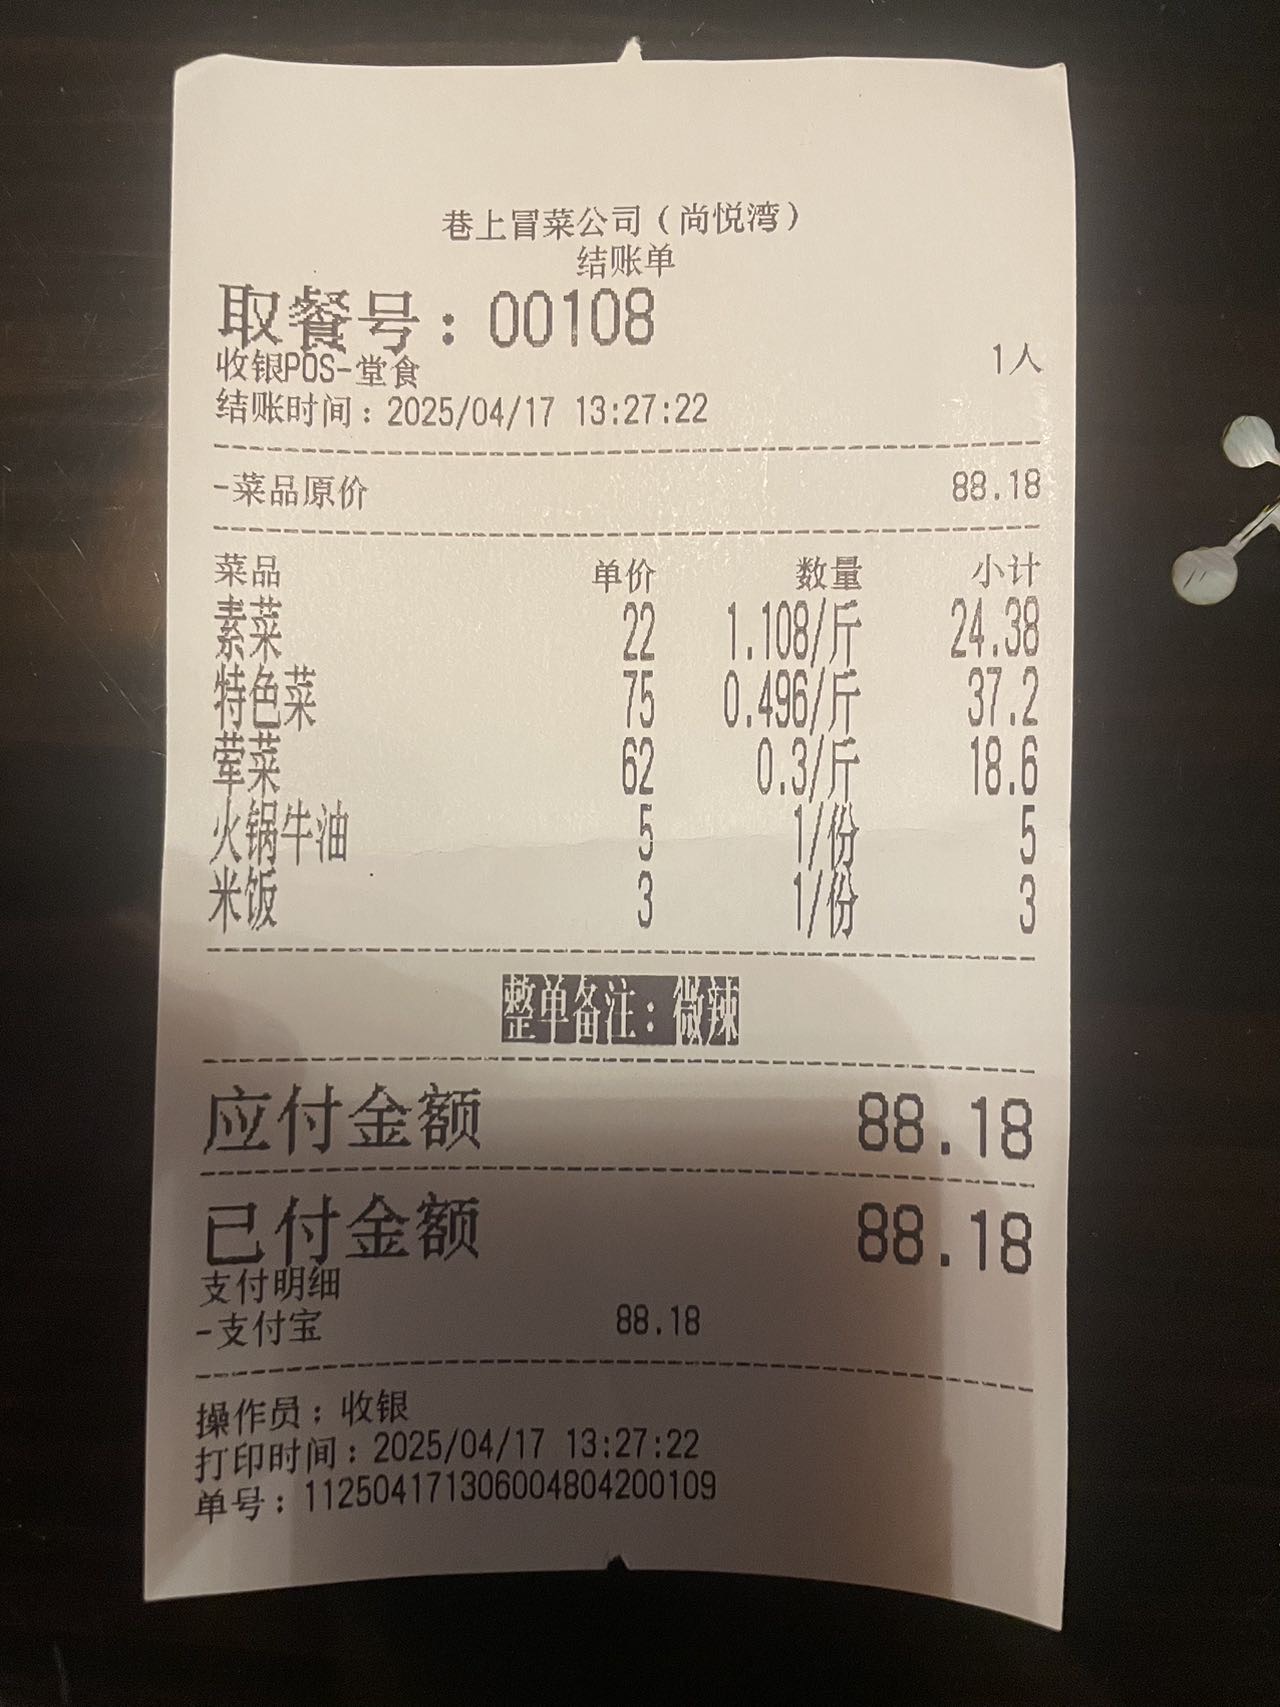 巷上冒菜公司(尚悦湾)
结账单
取餐号:00108
收银POS-堂食 1人
结账时间:2025/04/17 13:27:22
-菜品原价 88.18
菜品 单价 数量 小计
素菜 22 1.108/斤 24.38
特色菜 75 0.496/斤 37.2
荤菜 62 0.3/斤 18.6
火锅牛油 5 1/份 5
米饭 3 1/份 3
整单备注:微辣
应付金额 88.18
已付金额 88.18
支付明细
-支付宝 88.18
操作员:收银
打印时间:2025/04/17 13:27:22
单号:112504171306004804200109